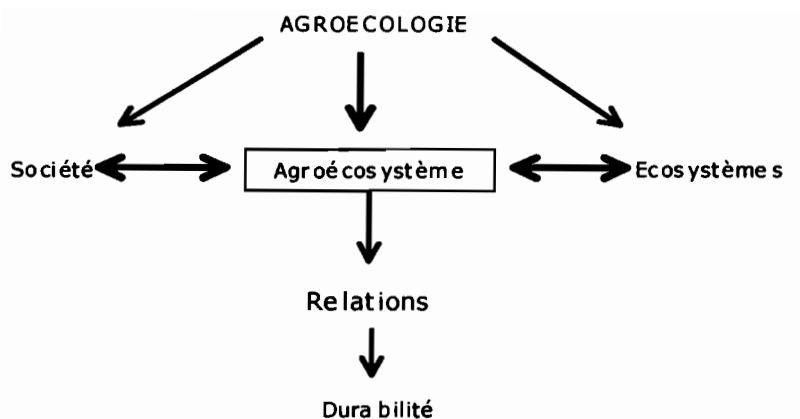 AGROECOLOGIE
Société Agroécosystème Ecosystèmes
Relations
Durabilité